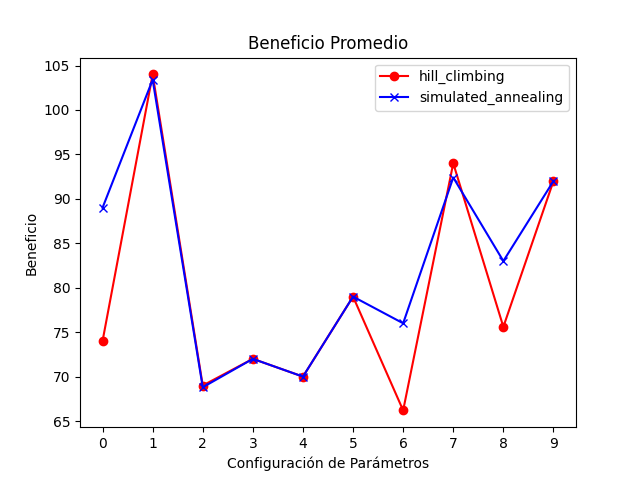 Beneficio Promedio
hill_climbing
simulated_annealing
105
100
95
90
85
80
75
70
65
Beneficio
0 1 2 3 4 5 6 7 8 9
Configuración de Parámetros